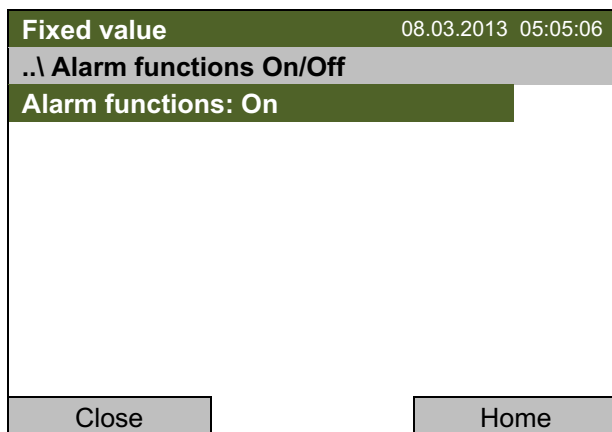 Fixed value 08.03.2013 05:05:06
..\ Alarm functions On/Off
Alarm functions: On
Close Home